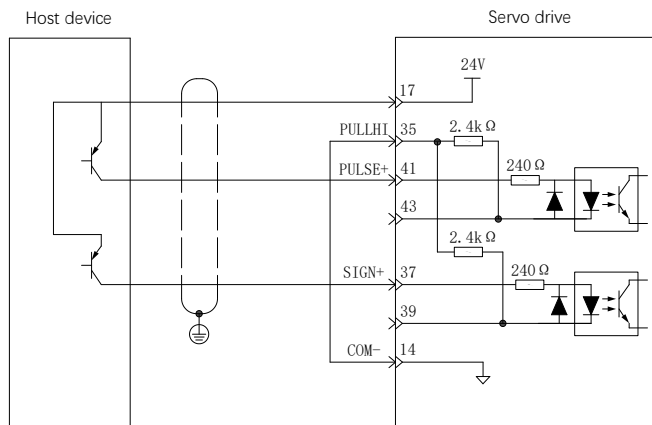 Host device
Servo drive
24V
17
PULLHI 35 2.4kΩ
PULSE+ 41 240Ω
43
2.4kΩ
SIGN+ 37 240Ω
39
COM- 14